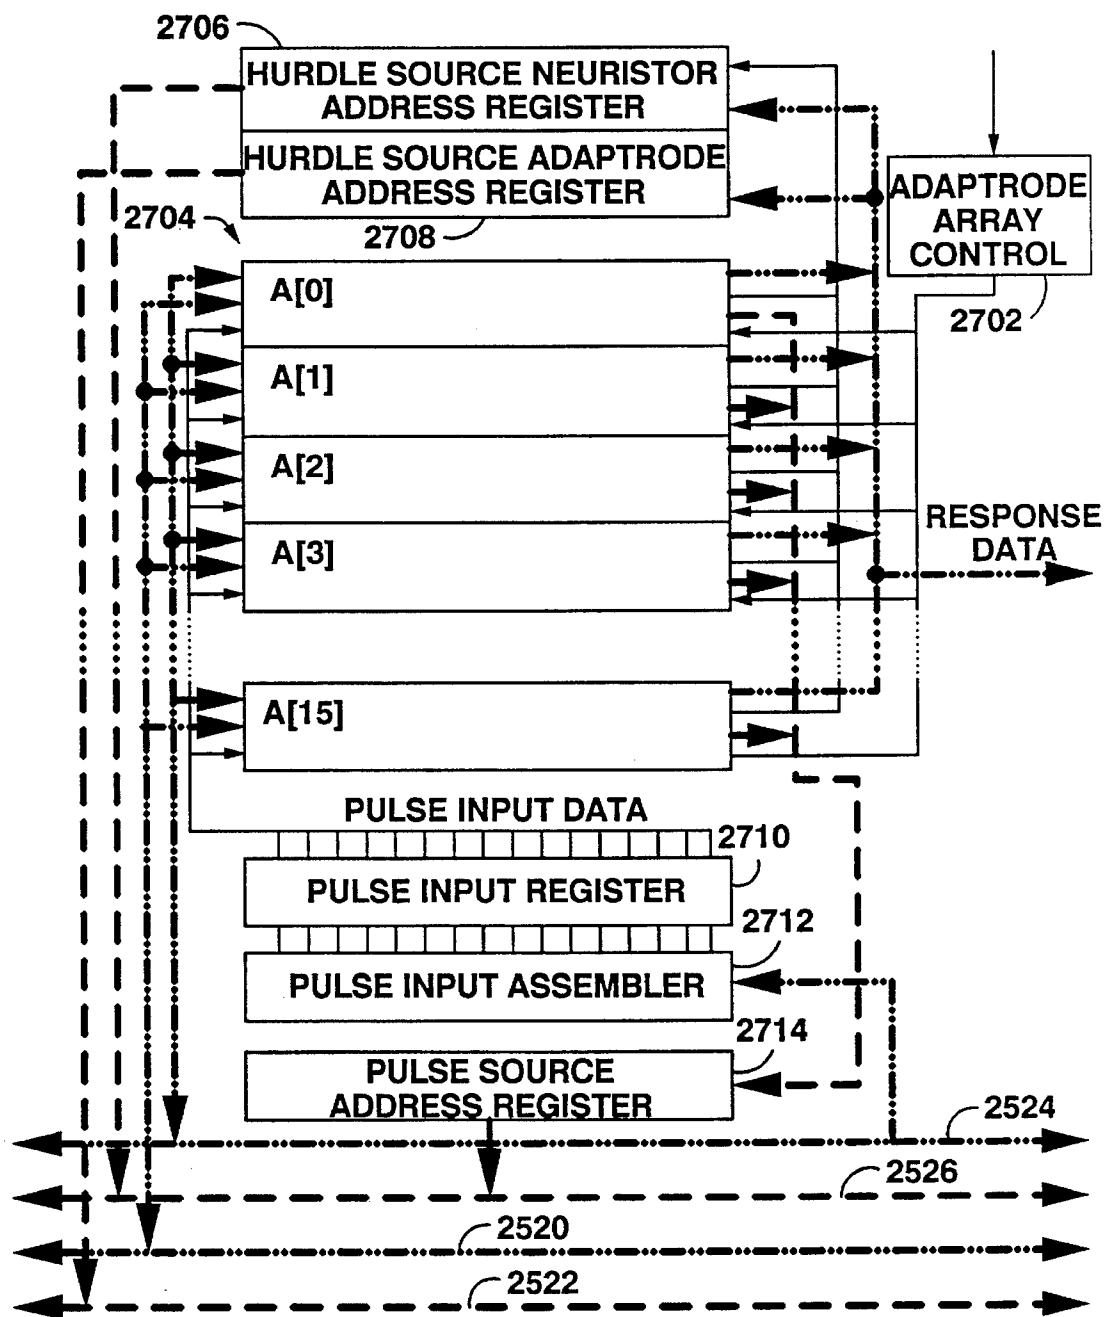 2706
HURDLE SOURCE NEURISTOR
ADDRESS REGISTER
HURDLE SOURCE ADAPTRODE
ADDRESS REGISTER
2704
2708
ADAPTRODE
ARRAY
CONTROL
2702
A[0]
A[1]
A[2]
A[3]
RESPONSE
DATA
A[15]
PULSE INPUT DATA
2710
PULSE INPUT REGISTER
2712
PULSE INPUT ASSEMBLER
2714
PULSE SOURCE
ADDRESS REGISTER
2524
2526
2520
2522